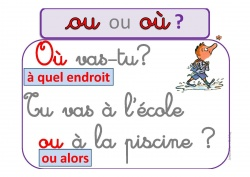 ou ou où ?
Où vas-tu?
à quel endroit
Tu vas à l'école
ou à la piscine ?
ou alors